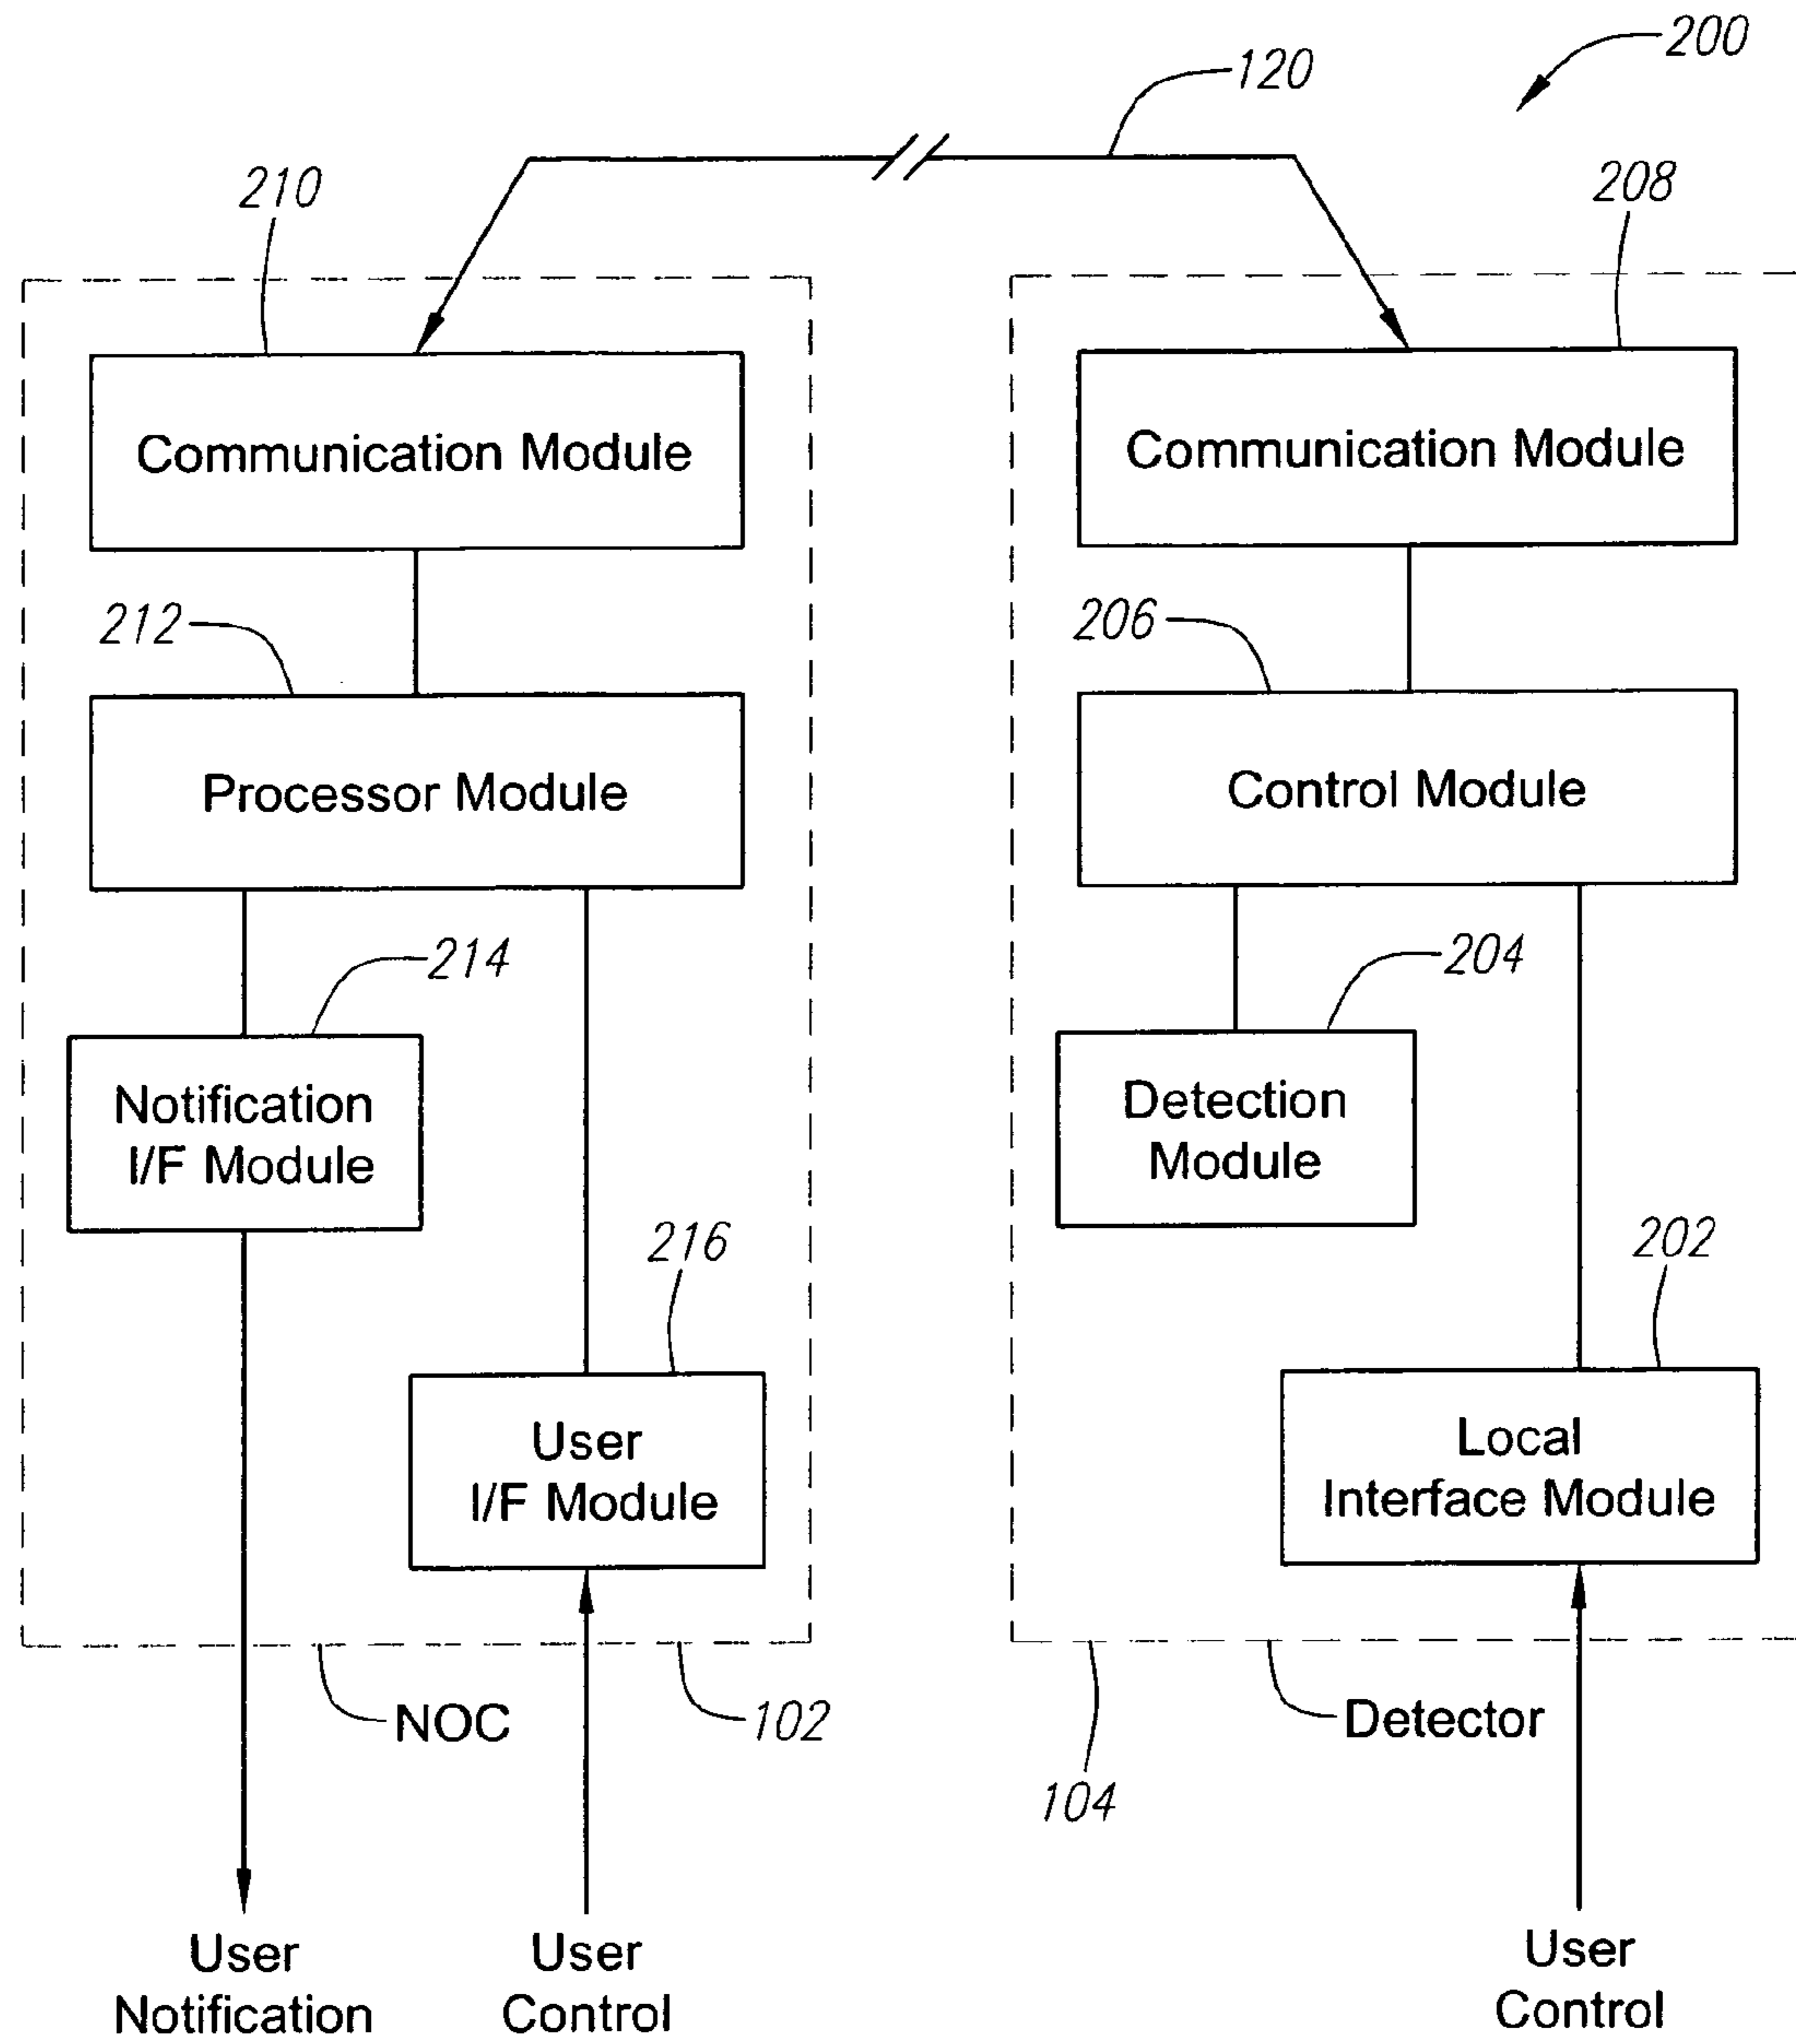 200
120
210
208
Communication Module
Communication Module
212
206
Processor Module
Control Module
214
204
Notification
I/F Module
Detection
Module
216
202
User
I/F Module
Local
Interface Module
NOC
102
Detector
104
User
Notification
User
Control
User
Control